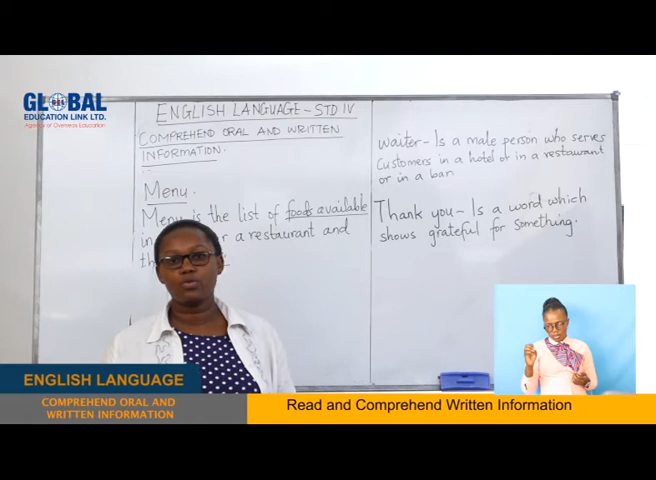 GLOBAL
EDUCATION LINK LTD.
Agency of Overseas Education
ENGLISH LANGUAGE - STD IV
COMPREHEND ORAL AND WRITTEN
INFORMATION.
Menu.
Menu is the list of foods available
in or a restaurant and
th
waiter - Is a male person who serves
customers in a hotel or in a restaurant
or in a bar.
Thank you - Is a word which
shows grateful for something.
ENGLISH LANGUAGE
COMPREHEND ORAL AND
WRITTEN INFORMATION
Read and Comprehend Written Information